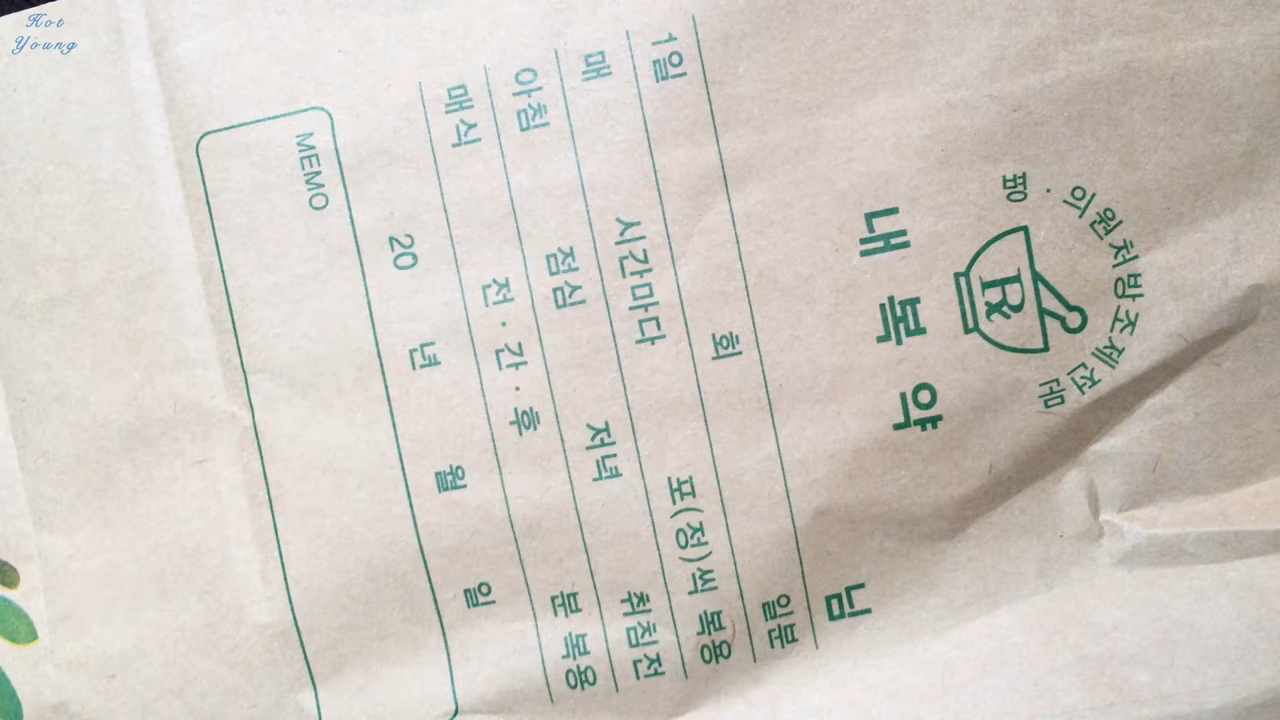 Hot
Young
병·의원처방조제전문
내 복 약
님
1일 회 일분
매 시간마다 포(정)씩 복용
아침 점심 저녁 취침전
매식 전·간·후 분 복용
20 년 월 일
MEMO